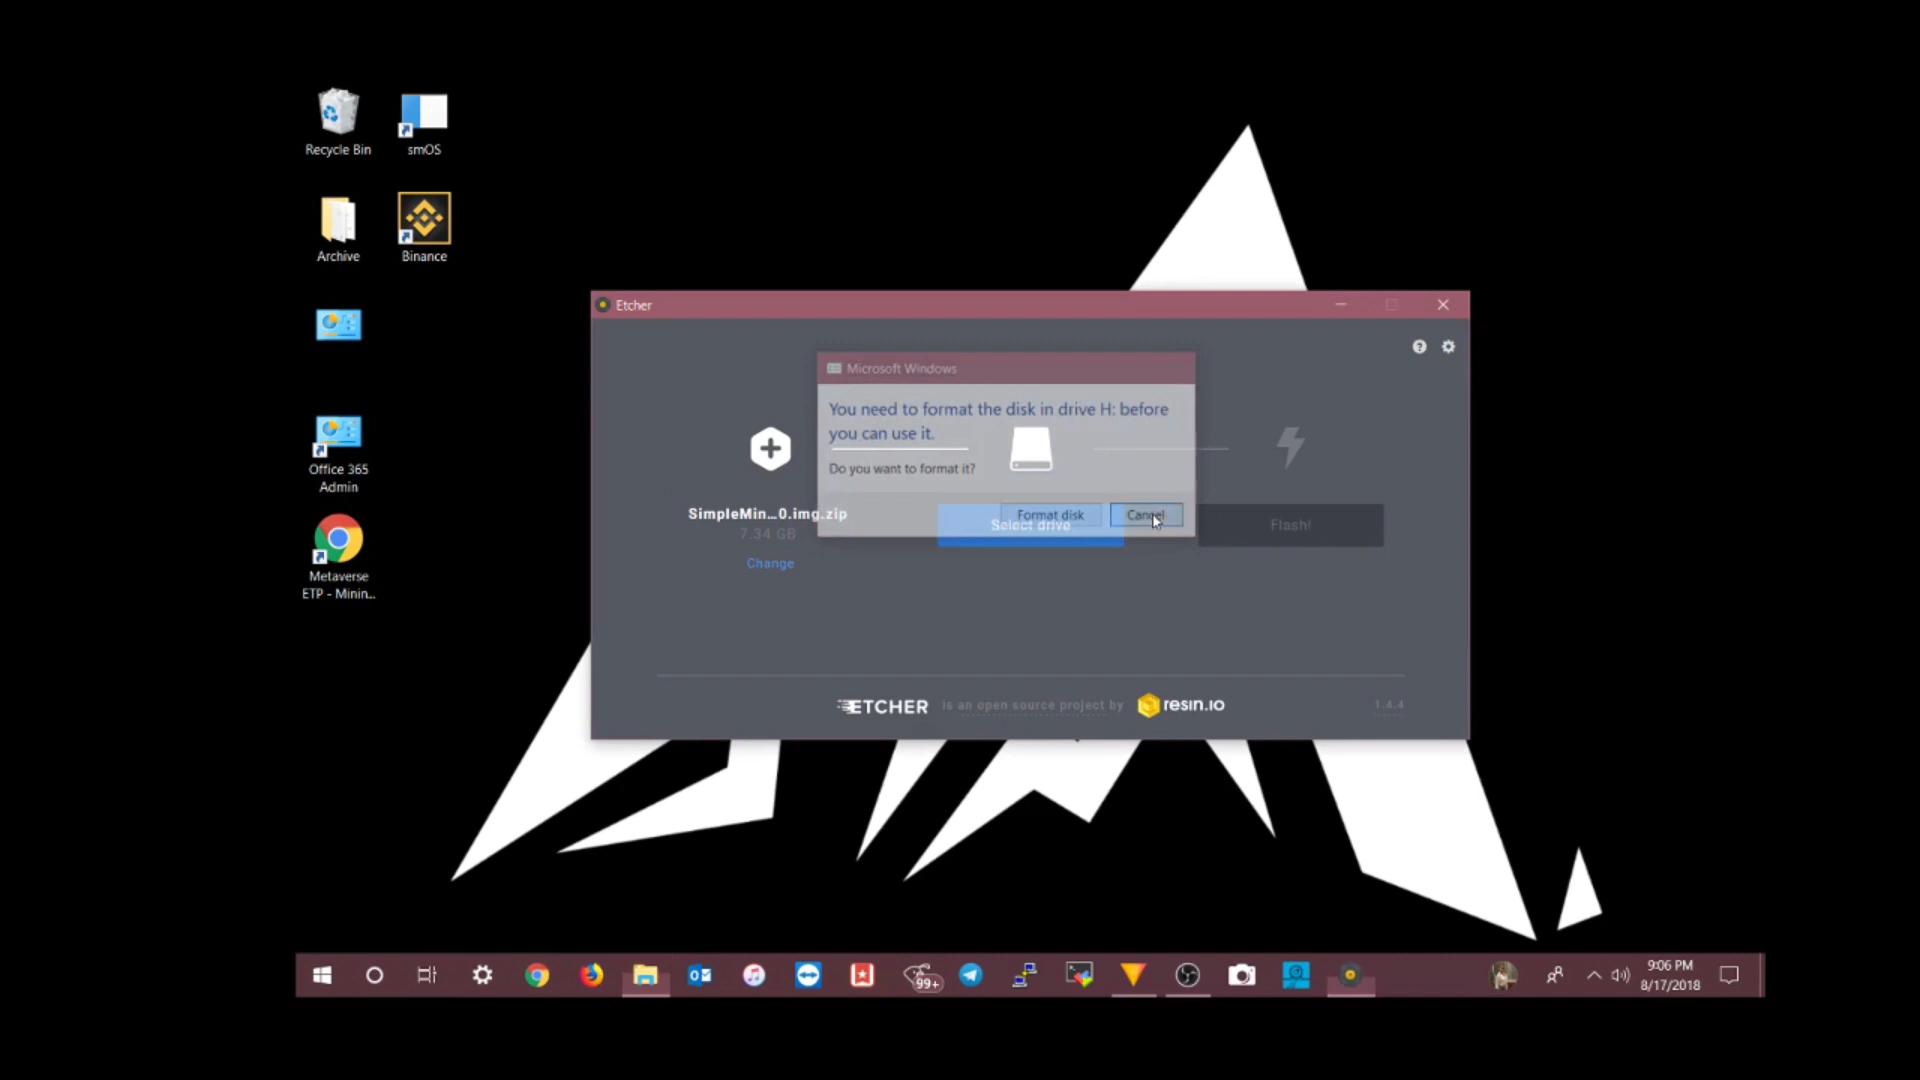 Recycle Bin
smOS
Archive
Binance
Office 365
Admin
Metaverse
ETP - Minin...
Etcher
Microsoft Windows
You need to format the disk in drive H: before
you can use it.
Do you want to format it?
Format disk
Cancel
SimpleMin...0.img.zip
7.34 GB
Change
Select drive
Flash!
ETCHER is an open source project by resin.io
1.4.4
99+
9:06 PM
8/17/2018